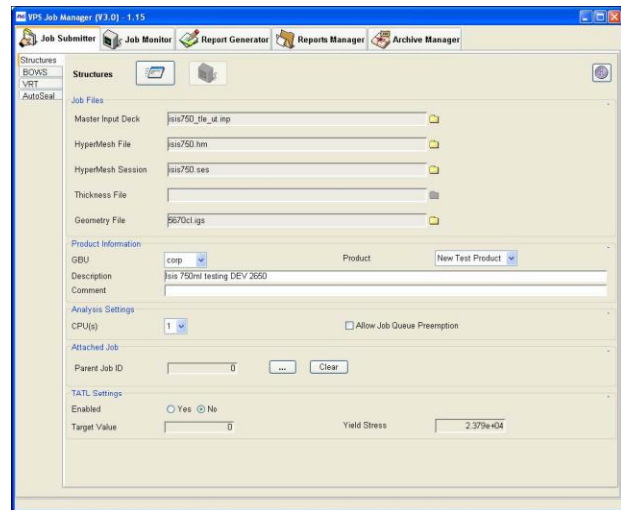 VPS Job Manager (V3.0) - 1.15
Job Submitter Job Monitor Report Generator Reports Manager Archive Manager
Structures
BOWS
VRT
AutoSeal
Structures
Job Files
Master Input Deck isis750_tle_ut.inp
HyperMesh File isis750.hm
HyperMesh Session isis750.ses
Thickness File
Geometry File 5670cl.igs
Product Information
GBU corp Product New Test Product
Description Isis 750ml testing DEV 2650
Comment
Analysis Settings
CPU(s) 1 Allow Job Queue Preemption
Attached Job
Parent Job ID 0 ... Clear
TATL Settings
Enabled Yes No
Target Value 0 Yield Stress 2.379e+04